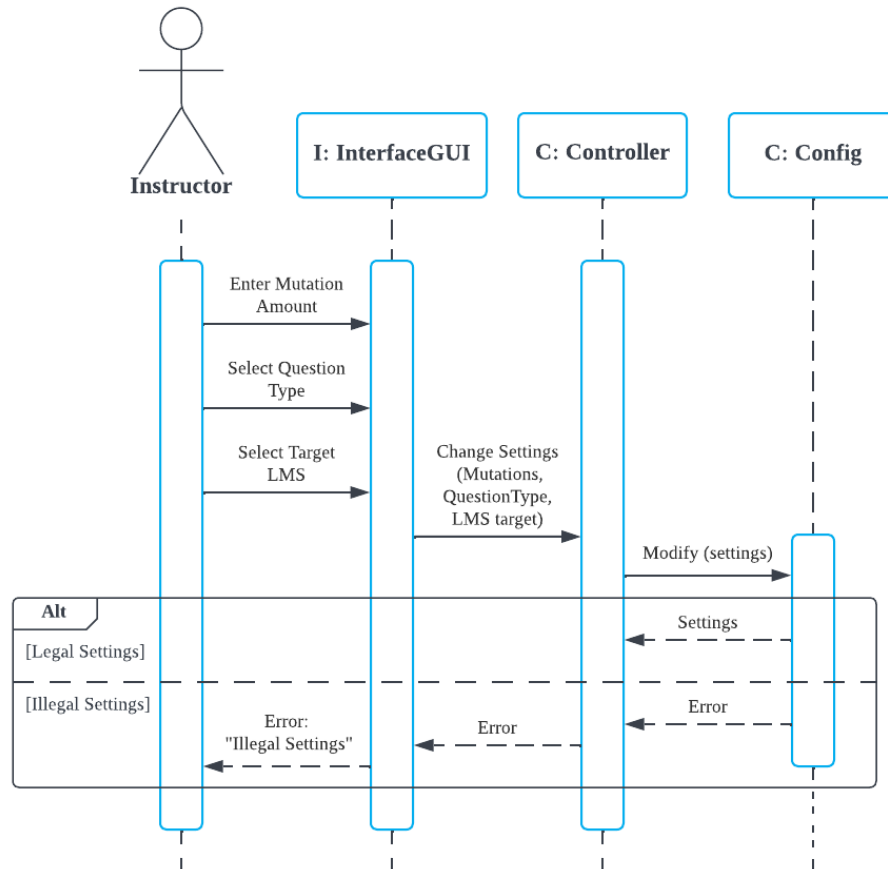 Instructor
I: InterfaceGUI
C: Controller
C: Config
Enter Mutation
Amount
Select Question
Type
Select Target
LMS
Change Settings
(Mutations,
QuestionType,
LMS target)
Modify (settings)
Alt
[Legal Settings]
Settings
[Illegal Settings]
Error
Error
Error:
"Illegal Settings"